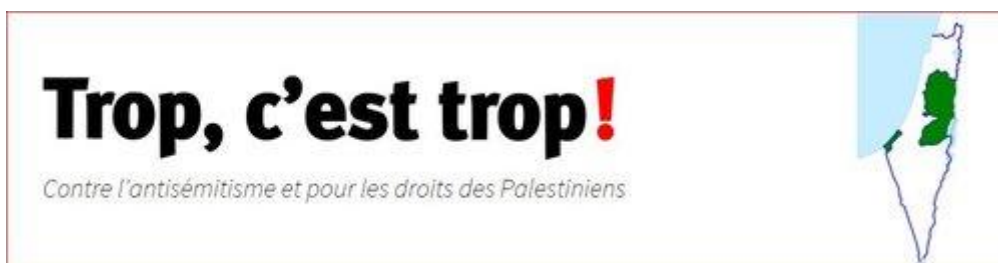 Trop, c’est trop!
Contre l’antisémitisme et pour les droits des Palestiniens